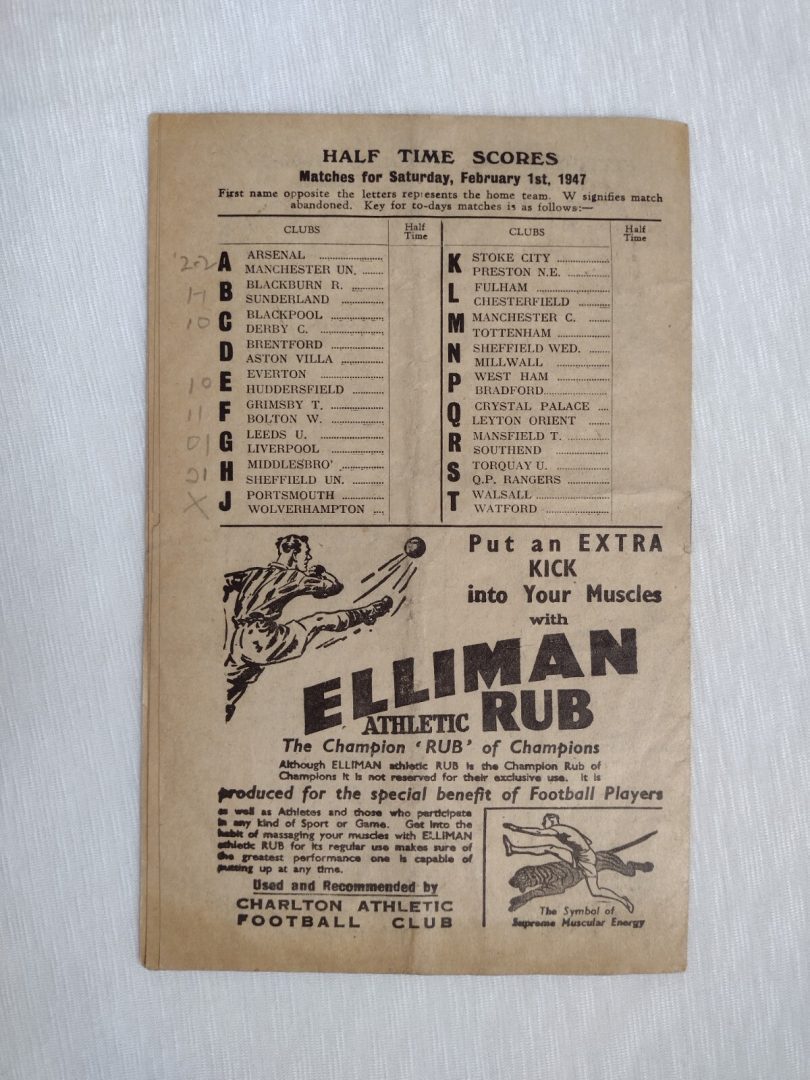 HALF TIME SCORES
Matches for Saturday, February 1st, 1947
First name opposite the letters represents the home team. W signifies match
abandoned. Key for to-days matches is as follows:—
CLUBS Half Time
2-2 A ARSENAL
MANCHESTER UN.
1-1 B BLACKBURN R.
SUNDERLAND
10 C BLACKPOOL
DERBY C.
D BRENTFORD
ASTON VILLA
10 E EVERTON
HUDDERSFIELD
11 F GRIMSBY T.
BOLTON W.
01 G LEEDS U.
LIVERPOOL
H MIDDLESBRO'
SHEFFIELD UN.
X J PORTSMOUTH
WOLVERHAMPTON
CLUBS Half Time
K STOKE CITY
PRESTON N.E.
L FULHAM
CHESTERFIELD
M MANCHESTER C.
TOTTENHAM
N SHEFFIELD WED.
MILLWALL
P WEST HAM
BRADFORD
Q CRYSTAL PALACE
LEYTON ORIENT
R MANSFIELD T.
SOUTHEND
S TORQUAY U.
Q.P. RANGERS
T WALSALL
WATFORD
Put an EXTRA
KICK
into Your Muscles
with
ELLIMAN
ATHLETIC RUB
The Champion 'RUB' of Champions
Although ELLIMAN athletic RUB is the Champion Rub of
Champions it is not reserved for their exclusive use. It is
produced for the special benefit of Football Players
as well as Athletes and those who participate
in any kind of Sport or Game. Get into the
habit of massaging your muscles with ELLIMAN
athletic RUB for its regular use makes sure of
the greatest performance one is capable of
putting up at any time.
Used and Recommended by
CHARLTON ATHLETIC
FOOTBALL CLUB
The Symbol of
Supreme Muscular Energy